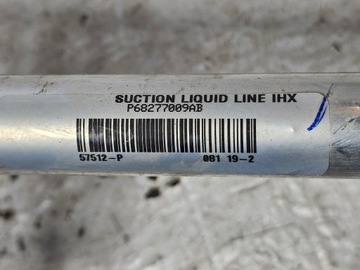 SUCTION LIQUID LINE IHX
P68277009AB
57512-P 081 19-2